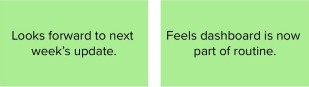 Looks forward to next
week's update.
Feels dashboard is now
part of routine.